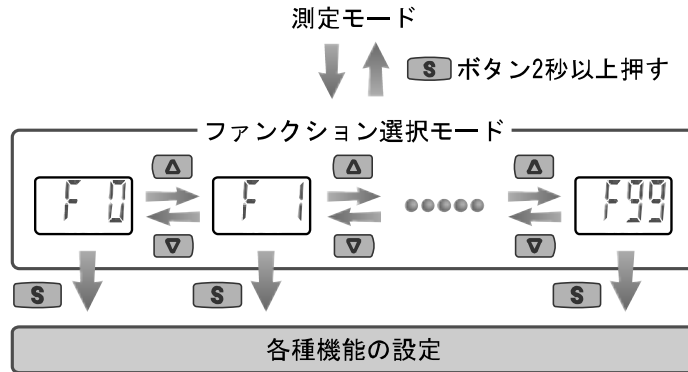 測定モード
S ボタン2秒以上押す
ファンクション選択モード
F 0 F 1 F99
S S S
各種機能の設定